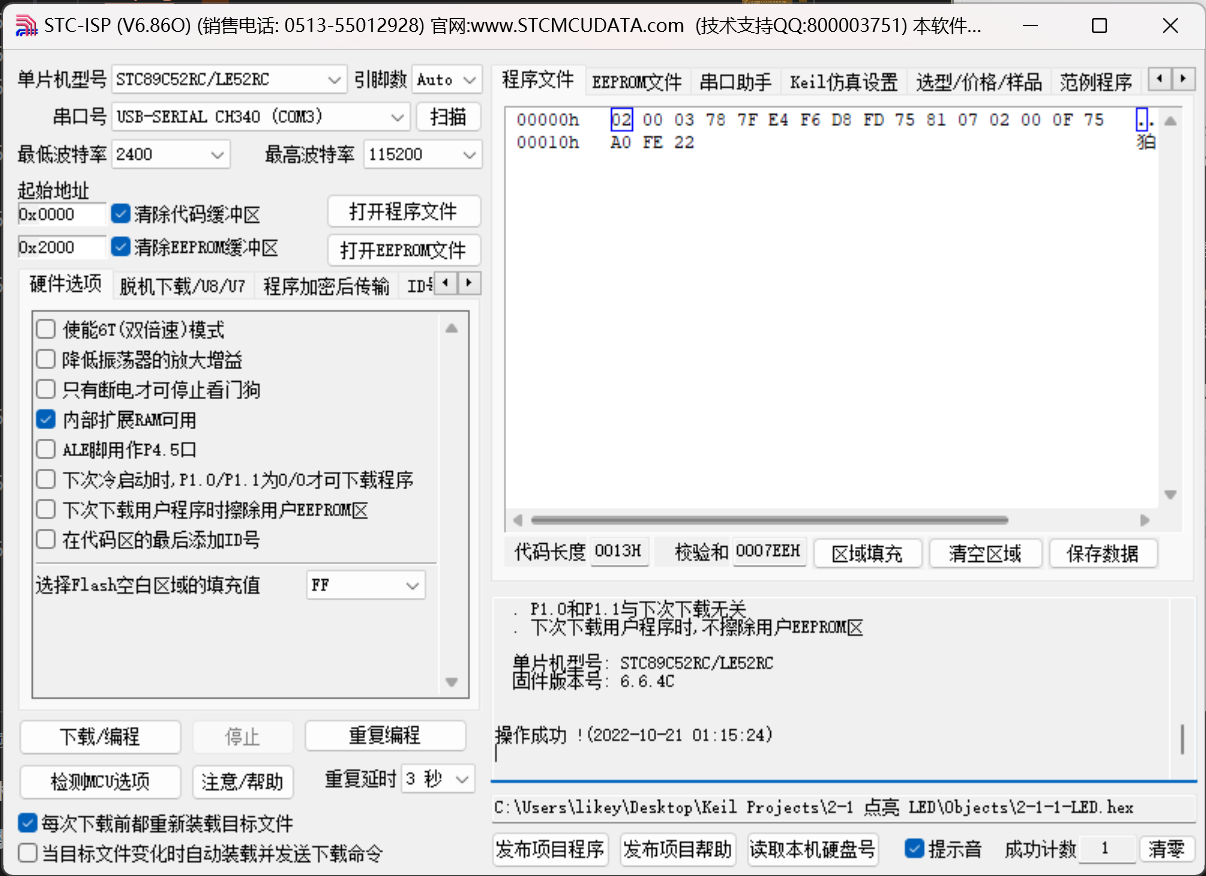 STC-ISP (V6.86O) (销售电话: 0513-55012928) 官网:www.STCMCUDATA.com (技术支持QQ:800003751) 本软件...
单片机型号 STC89C52RC/LE52RC 引脚数 Auto
串口号 USB-SERIAL CH340 (COM3) 扫描
最低波特率 2400 最高波特率 115200
起始地址
0x0000 清除代码缓冲区 打开程序文件
0x2000 清除EEPROM缓冲区 打开EEPROM文件
硬件选项 脱机下载/U8/U7 程序加密后传输
使能6T(双倍速)模式
降低振荡器的放大增益
只有断电才可停止看门狗
内部扩展RAM可用
ALE脚用作P4.5口
下次冷启动时,P1.0/P1.1为0/0才可下载程序
下次下载用户程序时擦除用户EEPROM区
在代码区的最后添加ID号
选择Flash空白区域的填充值 FF
下载/编程 停止 重复编程
检测MCU选项 注意/帮助 重复延时 3 秒
每次下载前都重新装载目标文件
当目标文件变化时自动装载并发送下载命令
程序文件 EEPROM文件 串口助手 Keil仿真设置 选型/价格/样品 范例程序
00000h 02 00 03 78 7F E4 F6 D8 FD 75 81 07 02 00 0F 75 ..
00010h A0 FE 22 狛
代码长度 0013H 校验和 0007EEH 区域填充 清空区域 保存数据
. P1.0和P1.1与下次下载无关
. 下次下载用户程序时,不擦除用户EEPROM区
单片机型号: STC89C52RC/LE52RC
固件版本号: 6.6.4C
操作成功 !(2022-10-21 01:15:24)
C:\Users\likey\Desktop\Keil Projects\2-1 点亮 LED\Objects\2-1-1-LED.hex
发布项目程序 发布项目帮助 读取本机硬盘号 提示音 成功计数 1 清零